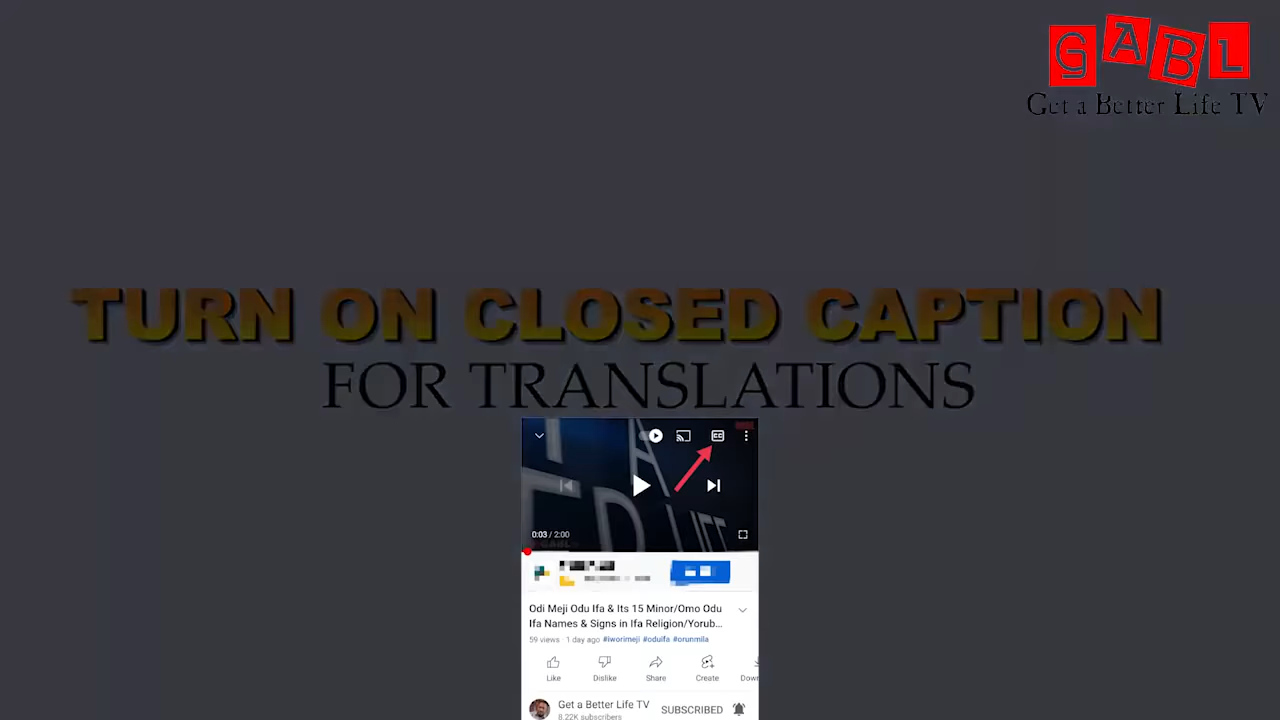 GABL
Get a Better Life TV
TURN ON CLOSED CAPTION
FOR TRANSLATIONS
CC
0:03 / 2:00
Odi Meji Odu Ifa & Its 15 Minor/Omo Odu
Ifa Names & Signs in Ifa Religion/Yorub...
59 views · 1 day ago #iworimeji #oduifa #orunmila
Like Dislike Share Create Down
Get a Better Life TV
8.22K subscribers
SUBSCRIBED